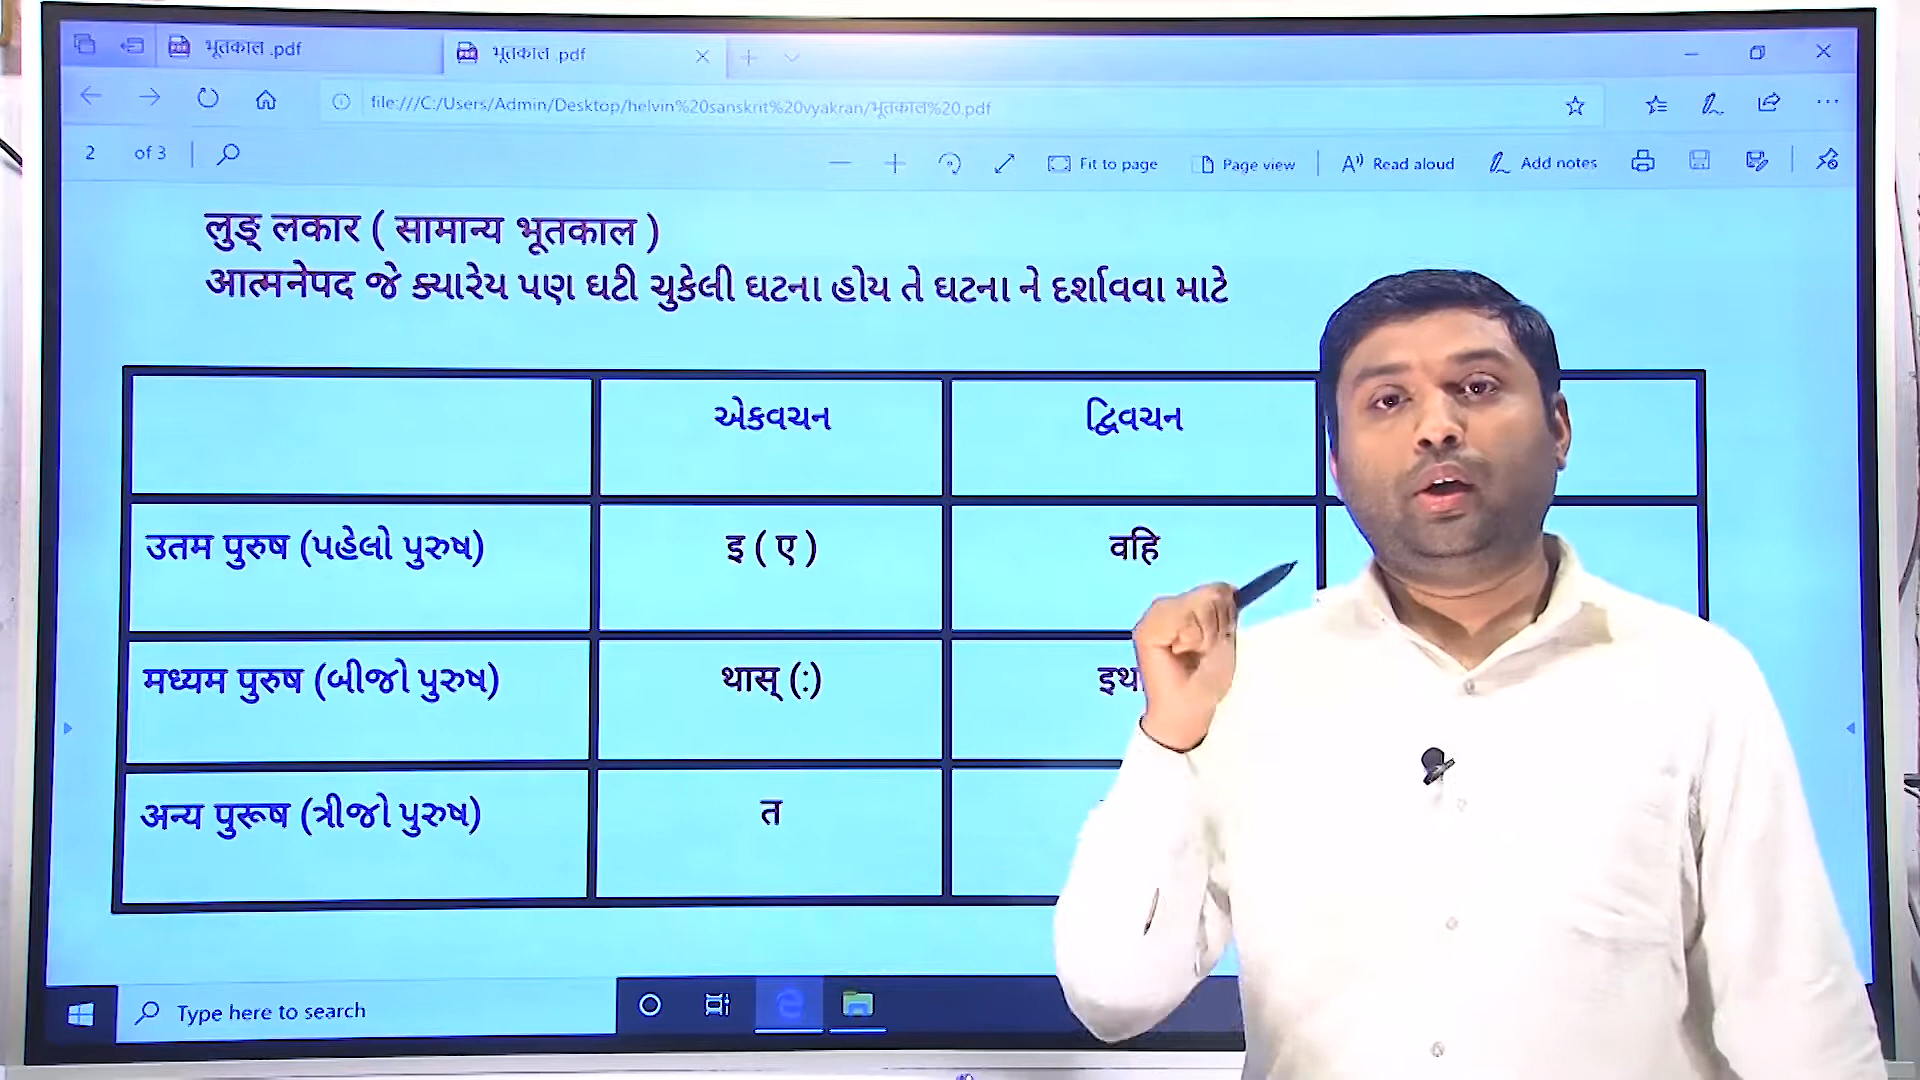 भूतकाल .pdf
भूतकाल .pdf
file:///C:/Users/Admin/Desktop/helvin%20sanskrit%20vyakran/भूतकाल%20.pdf
2 of 3
Fit to page Page view Read aloud Add notes
लुङ् लकार ( सामान्य भूतकाल )
आत्मनेपद જે ક્યારેય પણ ઘટી ચુકેલી ઘટના હોય તે ઘટના ને દર્શાવવા માટે
એકવચન દ્વિવચન
उतम पुरुष (પહેલો પુરુષ) इ ( ए ) वहि
मध्यम पुरुष (બીજો પુરુષ) थास् (:)
अन्य पुरूष (ત્રીજો પુરુષ) त
Type here to search